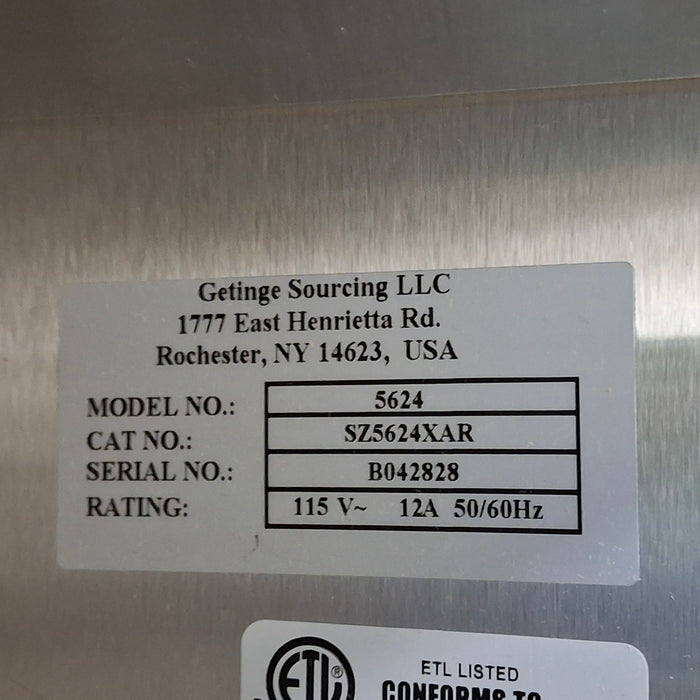 Getinge Sourcing LLC
1777 East Henrietta Rd.
Rochester, NY 14623, USA
MODEL NO.: 5624
CAT NO.: SZ5624XAR
SERIAL NO.: B042828
RATING: 115 V~ 12A 50/60Hz
ETL ®
ETL LISTED
CONFORMS TO